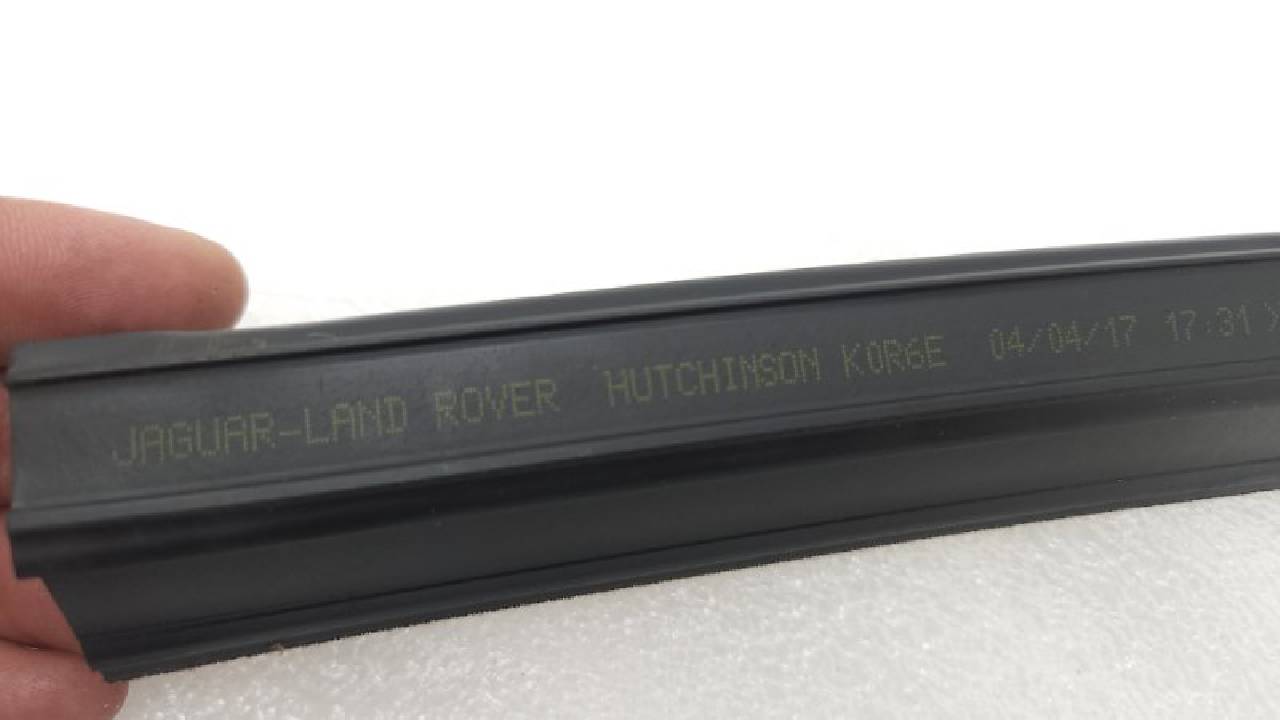 JAGUAR-LAND ROVER HUTCHINSON K0R6E 04/04/17 17:31